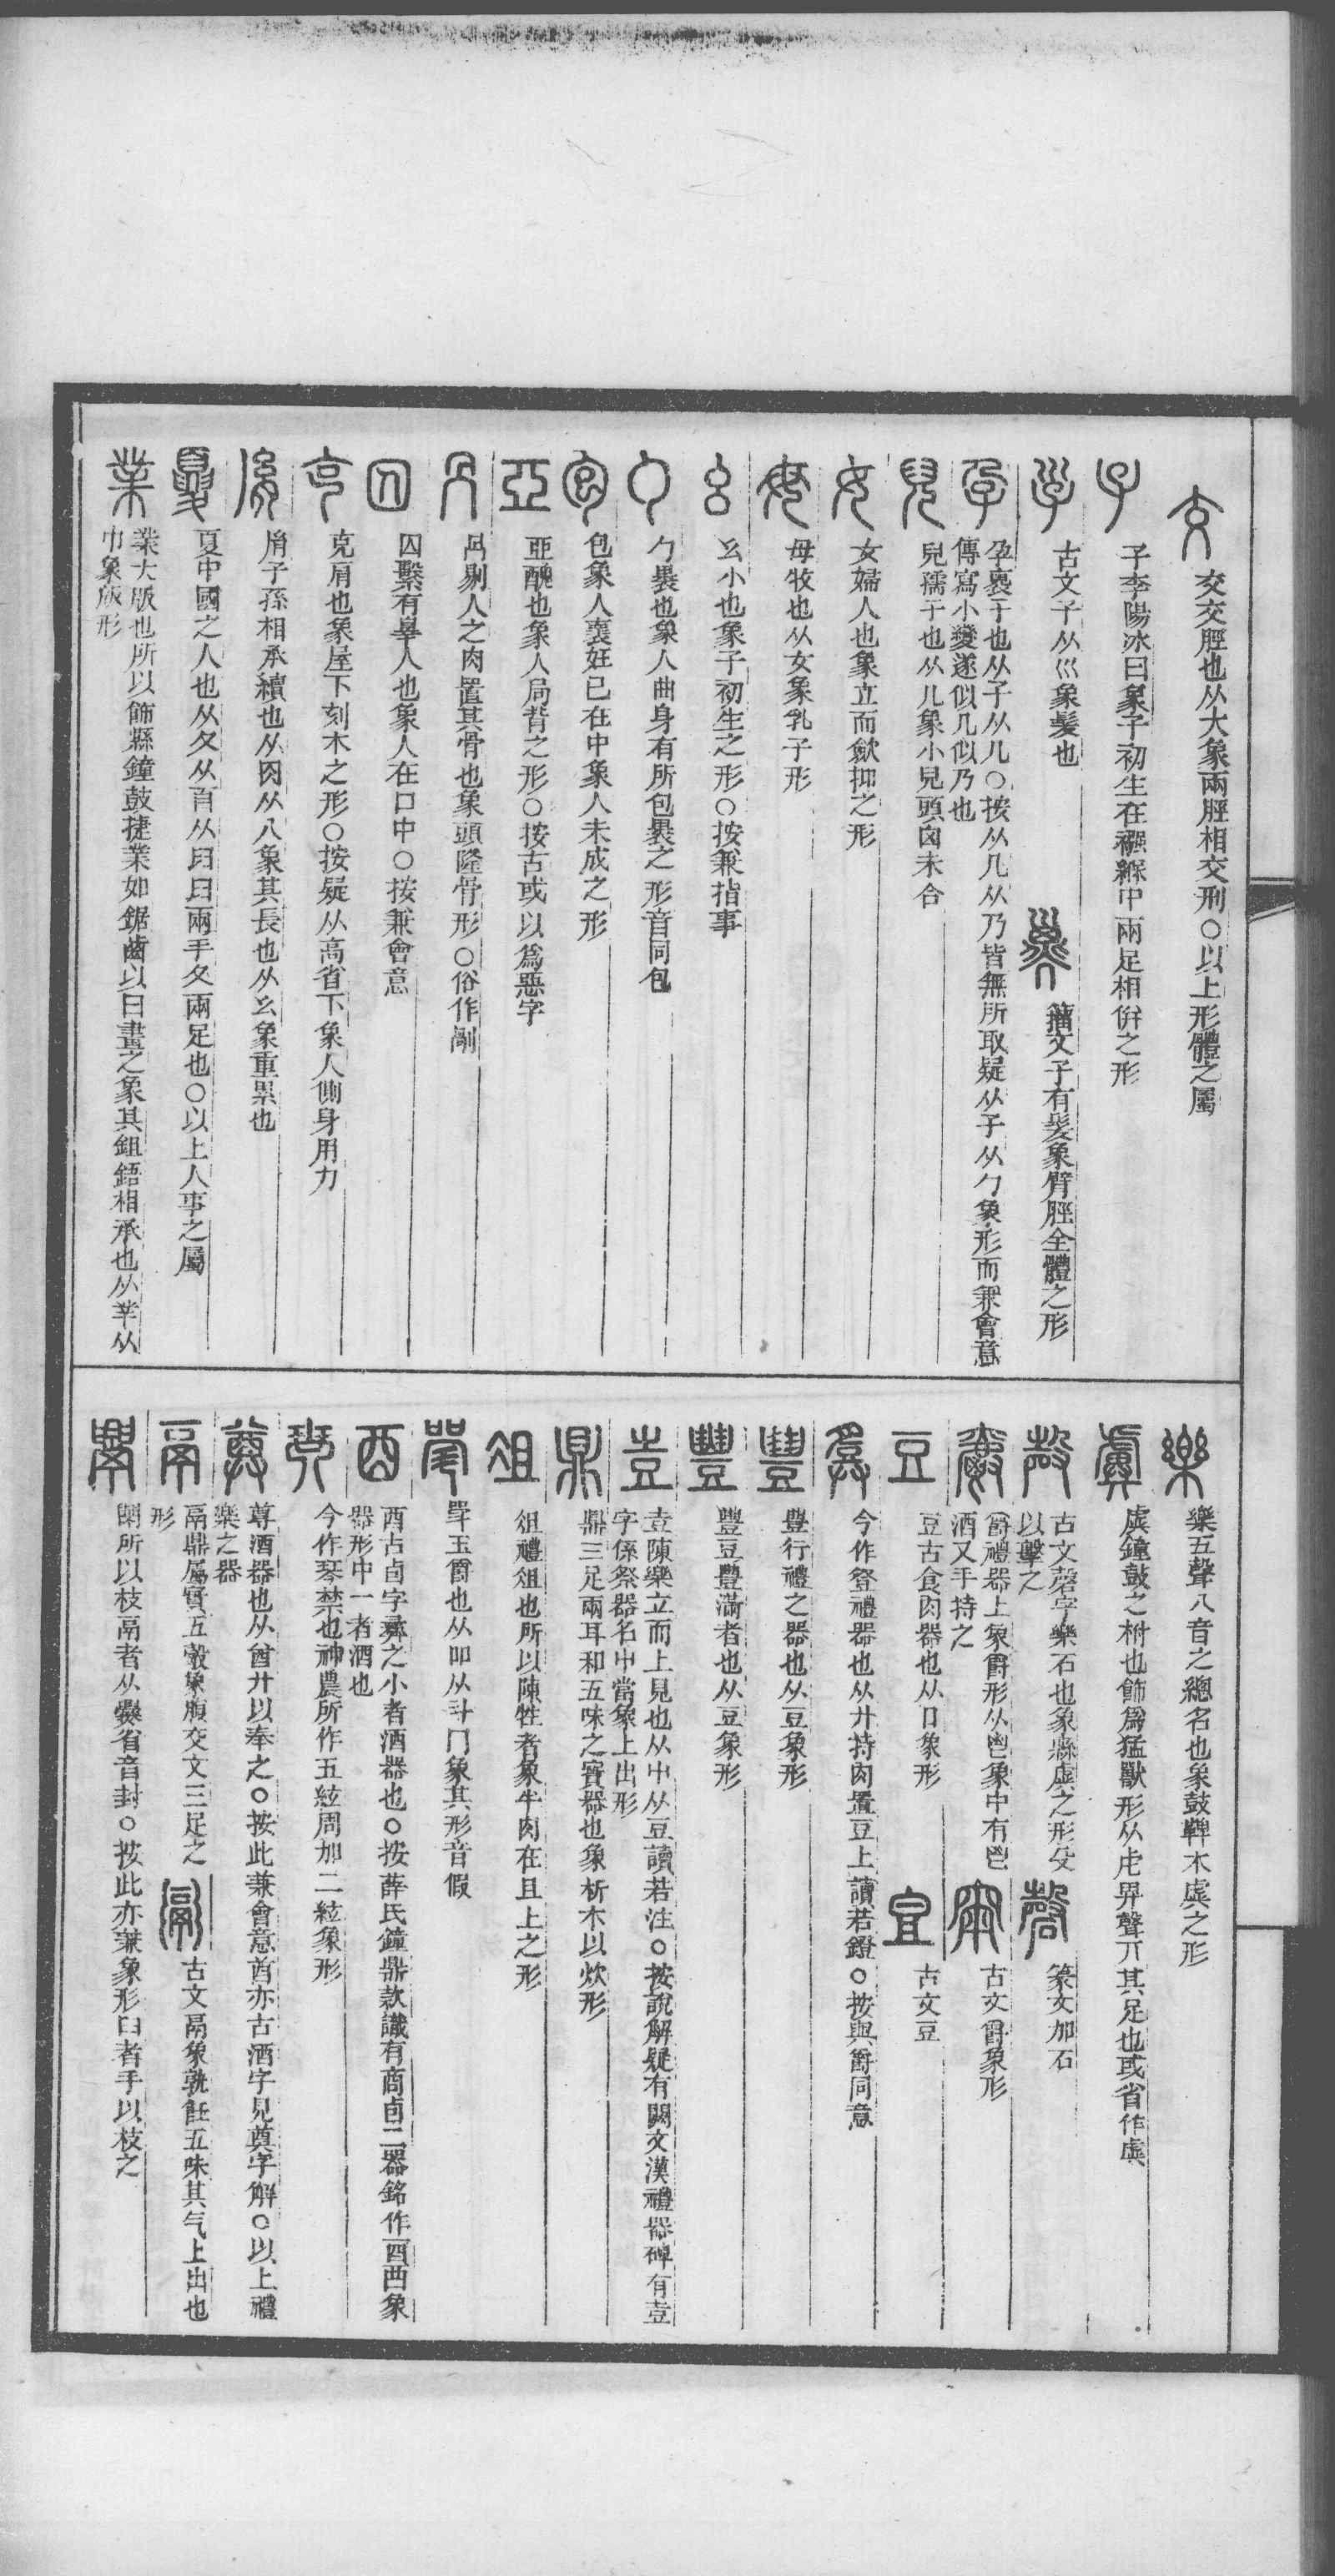 交交脛也从大象兩脛相交刑○以上形體之屬
子李陽冰曰象子初生在襁緥中兩足相倂之形
古文子从巛象髮也
籒文子有髮象臂脛全體之形
孕裹子也从子从几○按从几从乃皆無所取疑从子从勹象形而兼會意
傳寫小變遂似几似乃也
兒孺子也从儿象小兒頭囟未合
女婦人也象立而斂抑之形
母牧也从女象乳子形
幺小也象子初生之形○按兼指事
勹裹也象人曲身有所包裹之形音同包
包象人裹妊已在中象人未成之形
亞醜也象人局背之形○按古或以爲惡字
冎剔人之肉置其骨也象頭隆骨形○俗作剮
囚繫有辠人也象人在口中○按兼會意
克肩也象屋下刻木之形○按疑从高省下象人側身用力
胤子孫相承續也从肉从八象其長也从幺象重累也
夏中國之人也从夊从頁从臼臼兩手夊兩足也○以上人事之屬
業大版也所以飾縣鐘鼓捷業如鋸齒以白畫之象其鉏鋙相承也从丵从
巾象版形
樂五聲八音之總名也象鼓鞞木虡之形
虡鐘鼓之柎也飾爲猛獸形从虍異聲丌其足也或省作虡
古文磬字樂石也象縣虡之形殳
以擊之
篆文加石
爵禮器上象爵形从鬯象中有鬯
酒又手持之
古文爵象形
豆古食肉器也从口象形
古文豆
今作豋禮器也从廾持肉置豆上讀若鐙○按與爵同意
豊行禮之器也从豆象形
豐豆豐滿者也从豆象形
壴陳樂立而上見也从屮从豆讀若注○按說解疑有闕文漢禮器碑有壴
字係祭器名屮當象上出形
鼎三足兩耳和五味之寶器也象析木以炊形
俎禮俎也所以陳牲者象半肉在且上之形
斝玉爵也从吅从斗冂象其形音假
酉古卣字彞之小者酒器也○按薛氏鐘鼎款識有商卣二器銘作酉酉象
器形中一者酒也
今作琴禁也神農所作五絃周加二絃象形
尊酒器也从酋廾以奉之○按此兼會意酋亦古酒字見奠字解○以上禮
樂之器
鬲鼎屬實五穀象腹交文三足之
形
古文鬲象孰飪五味其气上出也
閗所以枝鬲者从爨省音封○按此亦兼象形臼者手以枝之